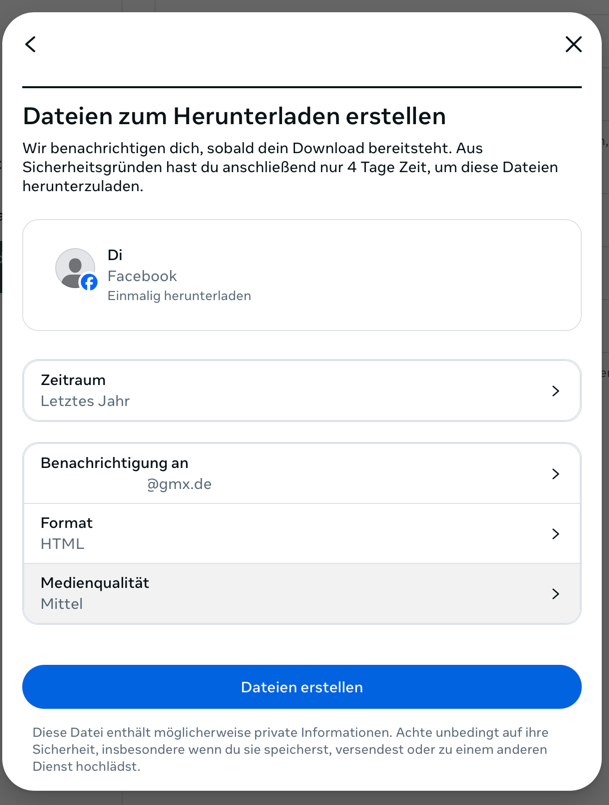 Dateien zum Herunterladen erstellen
Wir benachrichtigen dich, sobald dein Download bereitsteht. Aus
Sicherheitsgründen hast du anschließend nur 4 Tage Zeit, um diese Dateien
herunterzuladen.
Di
Facebook
Einmalig herunterladen
Zeitraum
Letztes Jahr
Benachrichtigung an
@gmx.de
Format
HTML
Medienqualität
Mittel
Dateien erstellen
Diese Datei enthält möglicherweise private Informationen. Achte unbedingt auf ihre
Sicherheit, insbesondere wenn du sie speicherst, versendest oder zu einem anderen
Dienst hochlädst.